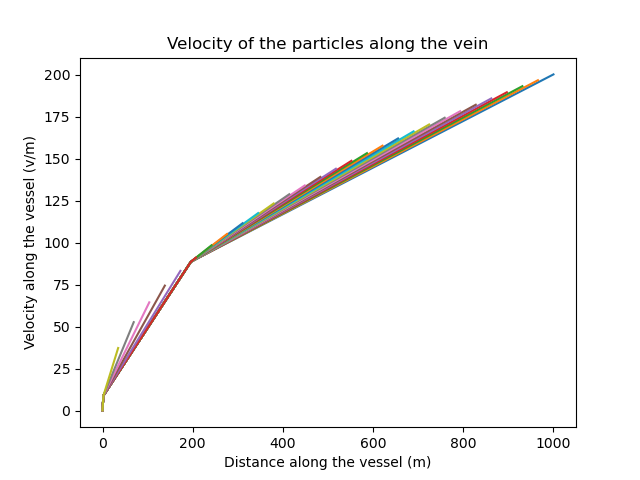 Velocity of the particles along the vein
Velocity along the vessel (v/m)
200
175
150
125
100
75
50
25
0
0 200 400 600 800 1000
Distance along the vessel (m)